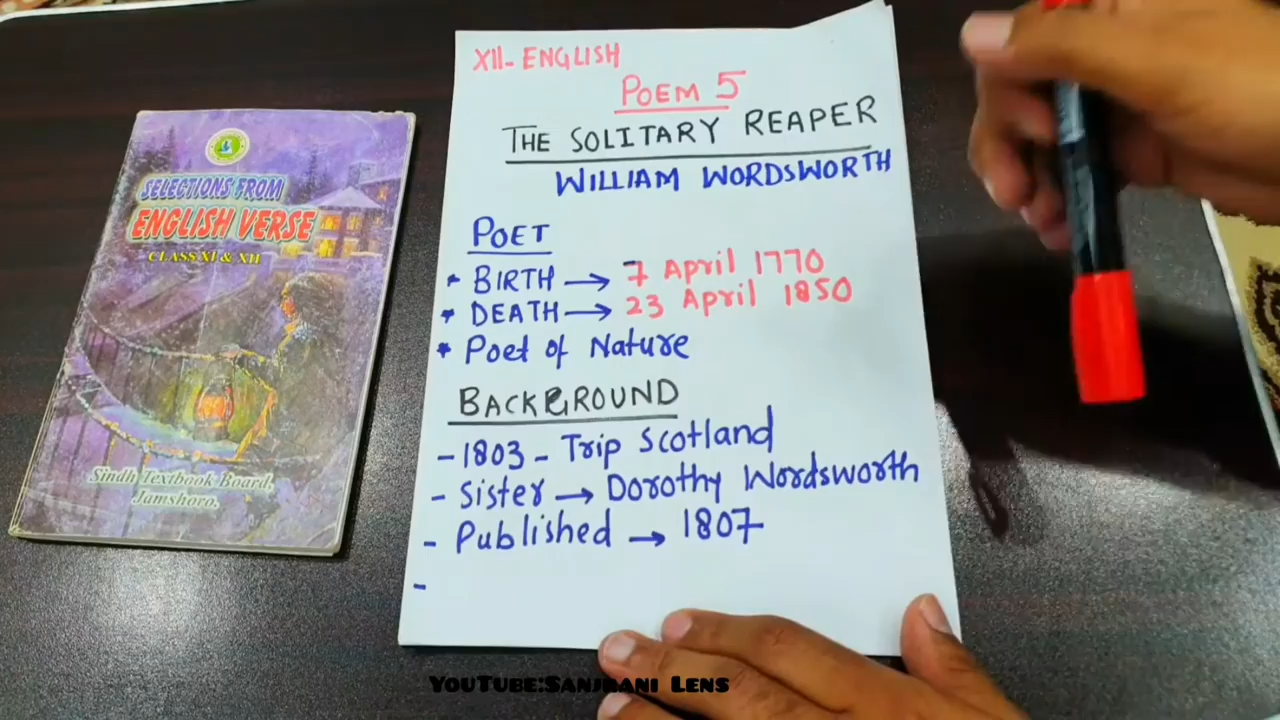 SELECTIONS FROM
ENGLISH VERSE
CLASS XI & XII
Sindh Textbook Board,
Jamshoro.
XII- ENGLISH
POEM 5
THE SOLITARY REAPER
WILLIAM WORDSWORTH
POET
* BIRTH → 7 April 1770
* DEATH → 23 April 1850
* Poet of Nature
BACKGROUND
- 1803 - Trip Scotland
- Sister → Dorothy Wordsworth
- Published → 1807
-
YouTube:Sanjrani Lens